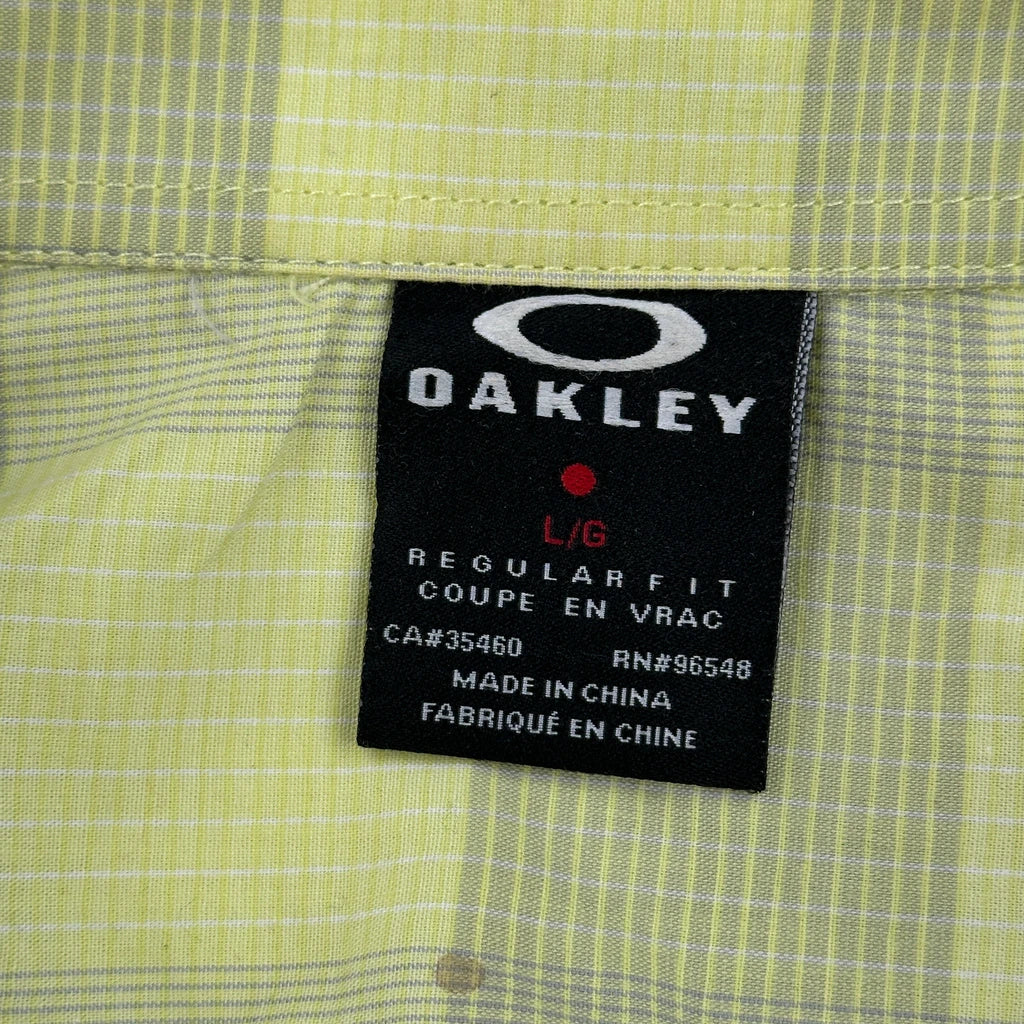 OAKLEY
L/G
REGULAR FIT
COUPE EN VRAC
CA#35460 RN#96548
MADE IN CHINA
FABRIQUÉ EN CHINE